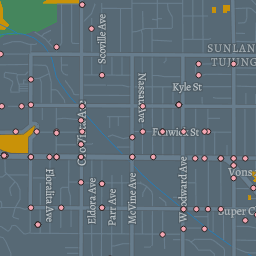 Scoville Ave
SUNLAN
TUJUNG
Nassau Ave
Kyle St
Fenwick St
Floralita Ave
Eldora Ave
Parr Ave
McVine Ave
Woodward Ave
Vons
Super C